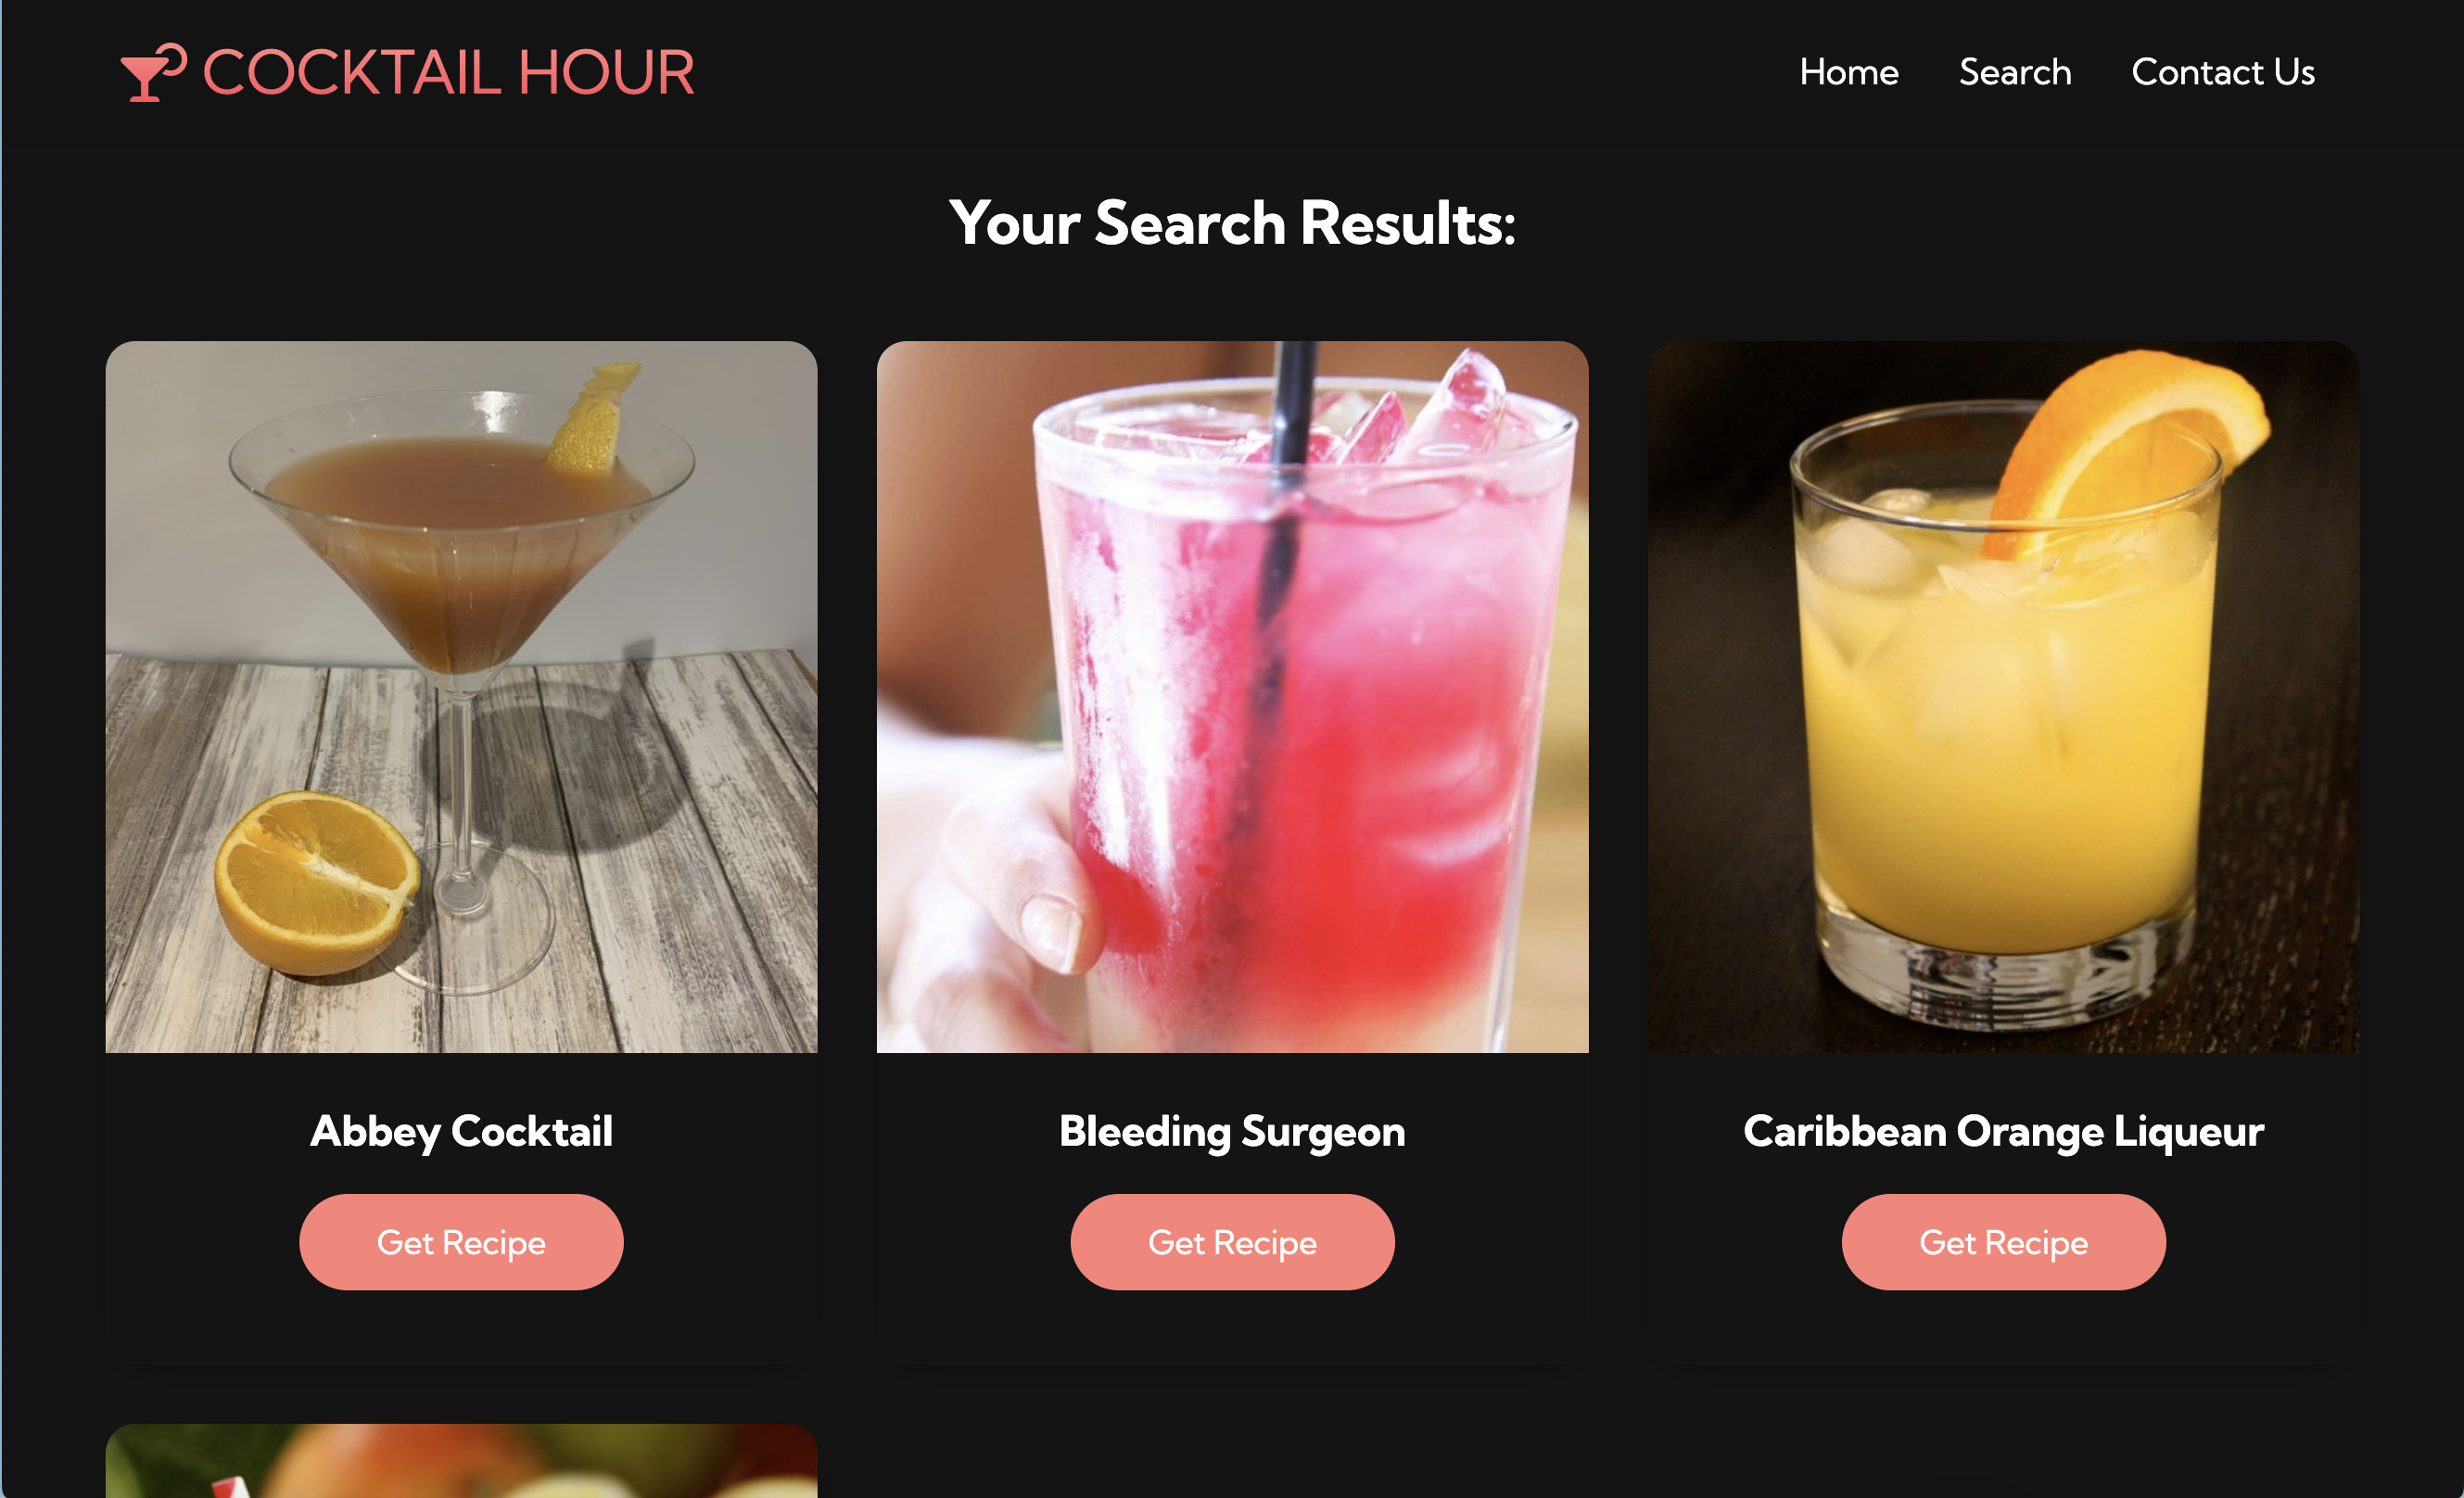 COCKTAIL HOUR
Home
Search
Contact Us
Your Search Results:
Abbey Cocktail
Bleeding Surgeon
Caribbean Orange Liqueur
Get Recipe
Get Recipe
Get Recipe